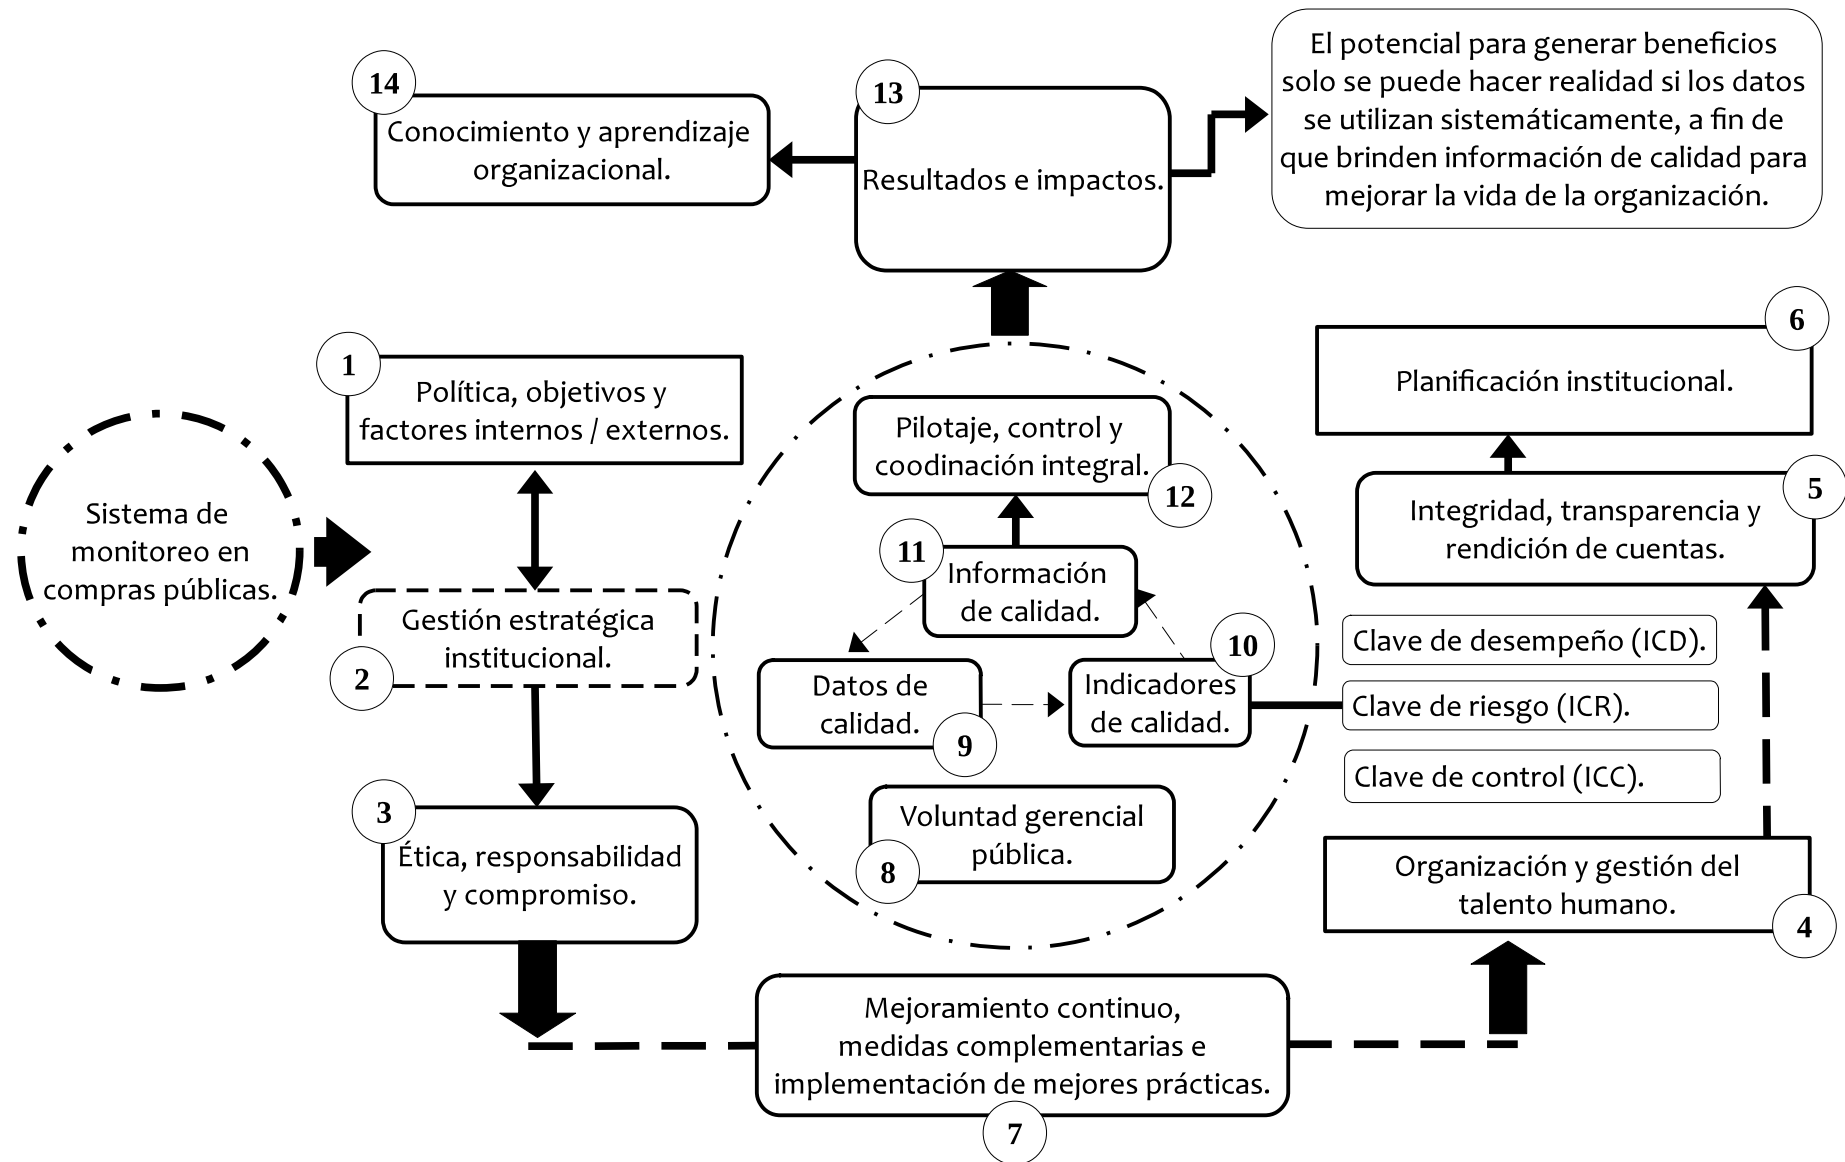 14
Conocimiento y aprendizaje
organizacional.
13
Resultados e impactos.
El potencial para generar beneficios
solo se puede hacer realidad si los datos
se utilizan sistemáticamente, a fin de
que brinden información de calidad para
mejorar la vida de la organización.
Sistema de
monitoreo en
compras públicas.
1
Política, objetivos y
factores internos / externos.
Gestión estratégica
institucional.
2
3
Ética, responsabilidad
y compromiso.
Pilotaje, control y
coodinación integral.
12
11
Información
de calidad.
Datos de
calidad.
9
10
Indicadores
de calidad.
Voluntad gerencial
pública.
8
6
Planificación institucional.
5
Integridad, transparencia y
rendición de cuentas.
Clave de desempeño (ICD).
Clave de riesgo (ICR).
Clave de control (ICC).
Organización y gestión del
talento humano.
4
Mejoramiento continuo,
medidas complementarias e
implementación de mejores prácticas.
7